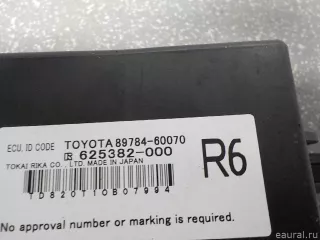 ECU. ID CODE TOYOTA 89784-60070
625382-000
TOKAI RIKA CO., LTD. MADE IN JAPAN
R6
1D820T10B07994
No approval number or marking is required.
eaural.ru